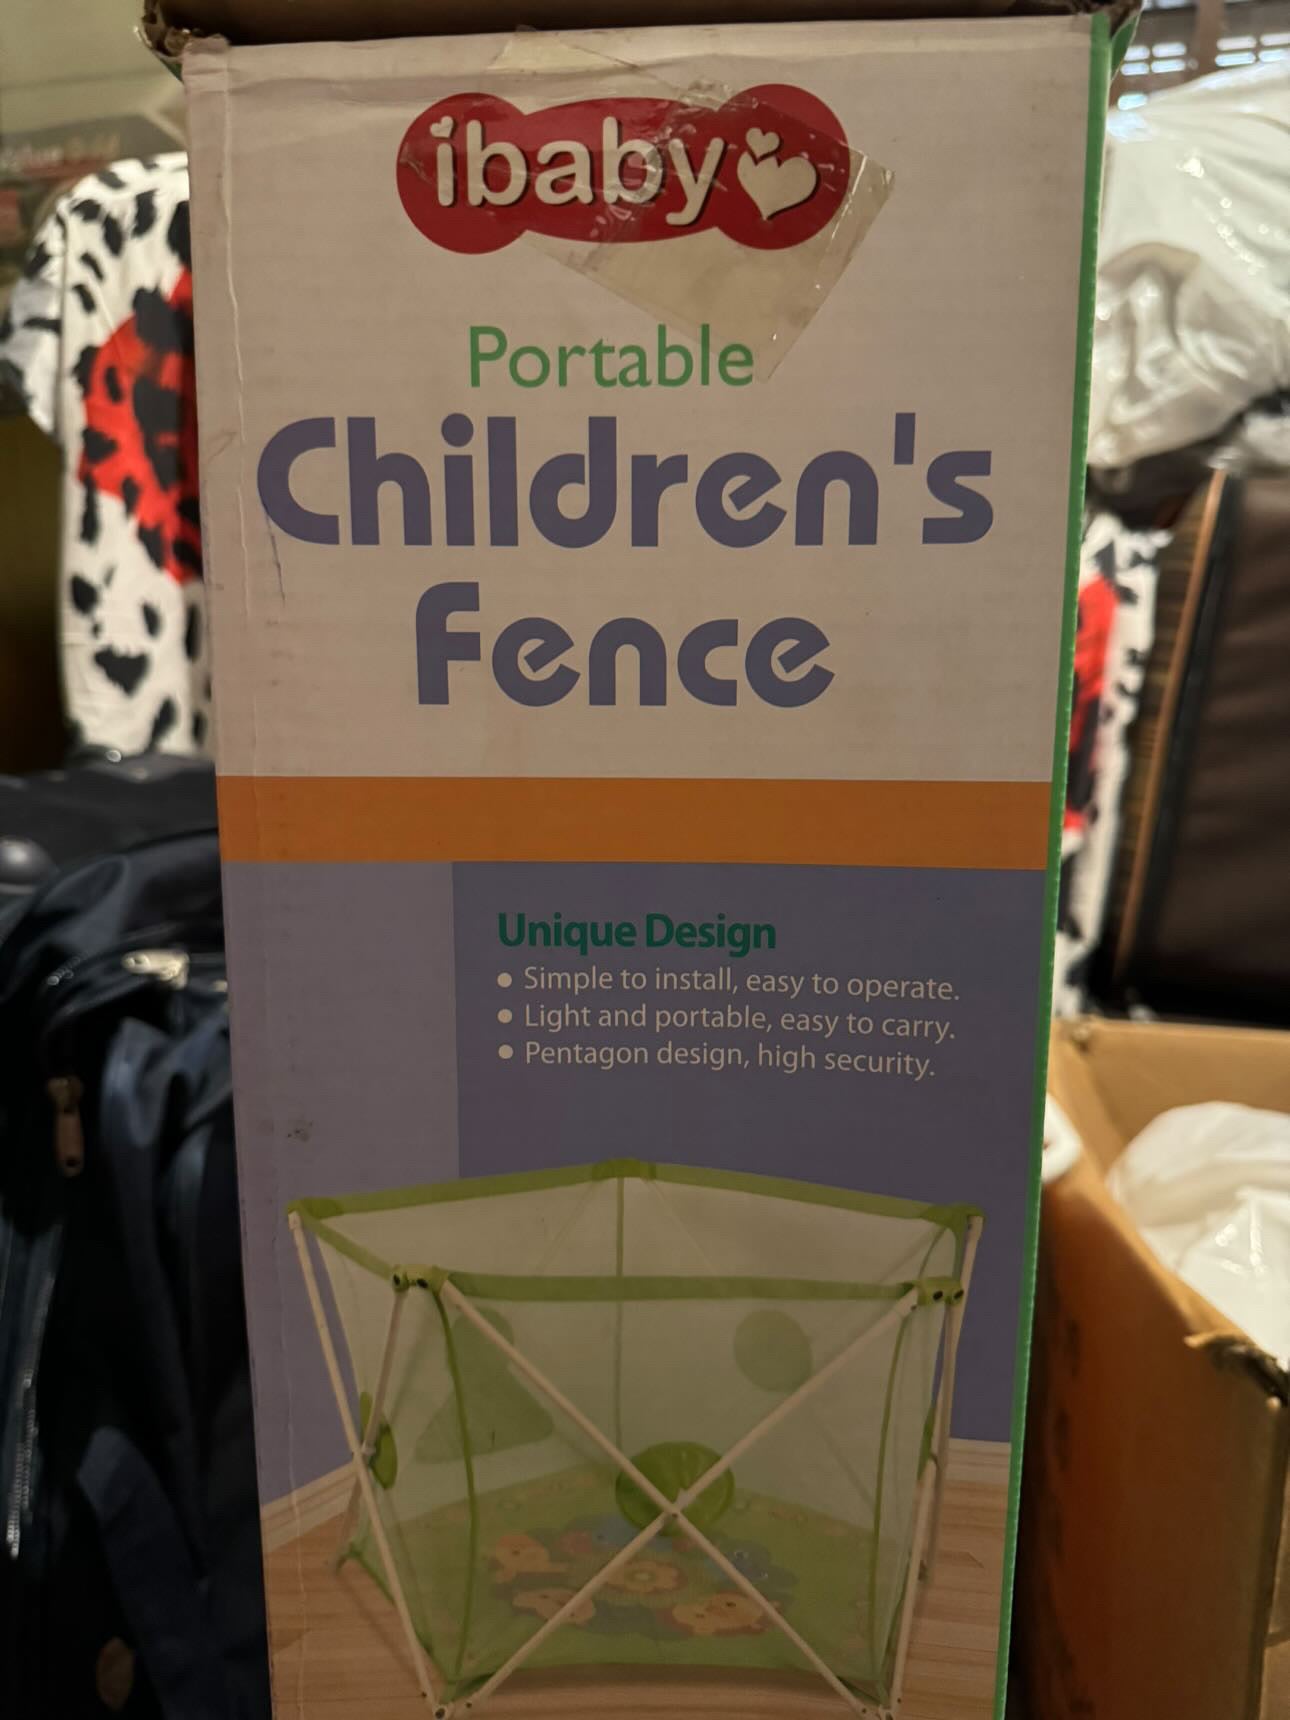 ibaby
Portable
Children's
Fence
Unique Design
• Simple to install, easy to operate.
• Light and portable, easy to carry.
• Pentagon design, high security.